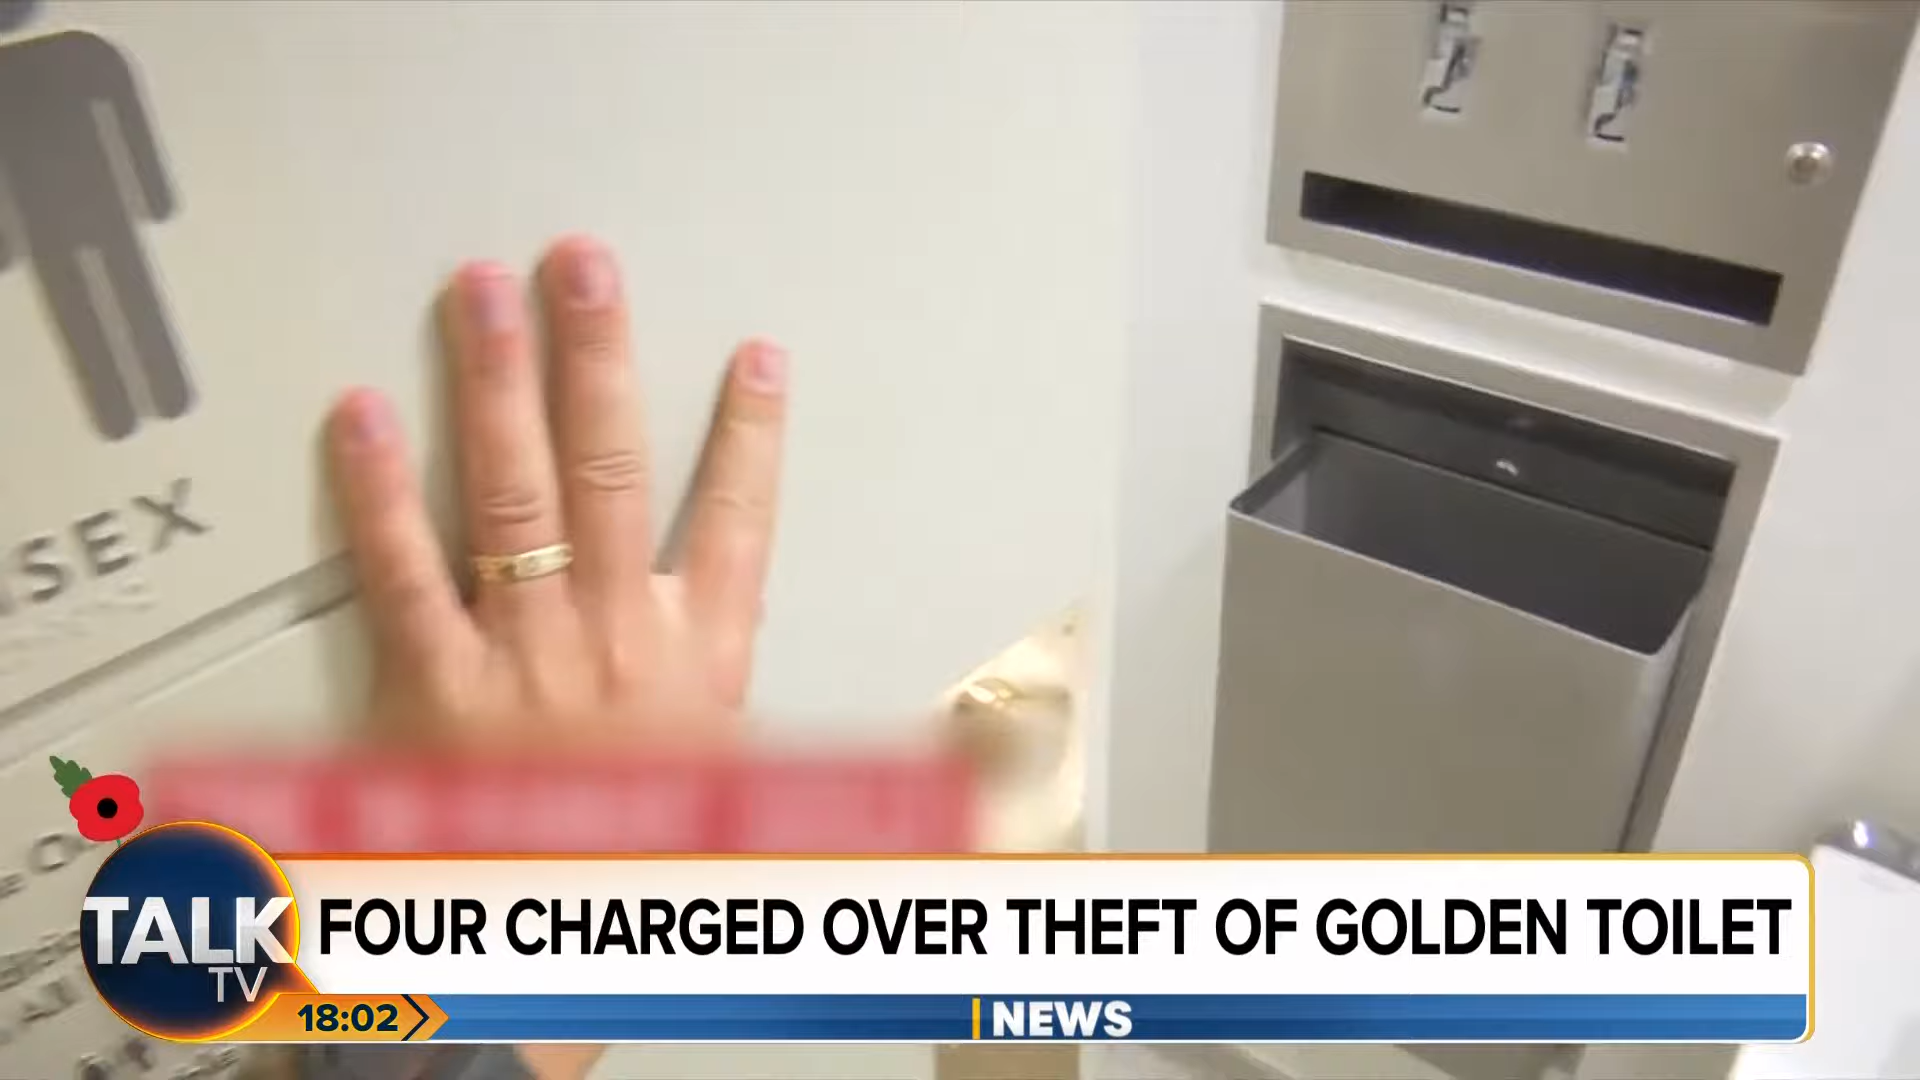 SEX
FOUR CHARGED OVER THEFT OF GOLDEN TOILET
TALK
TV
18:02
NEWS